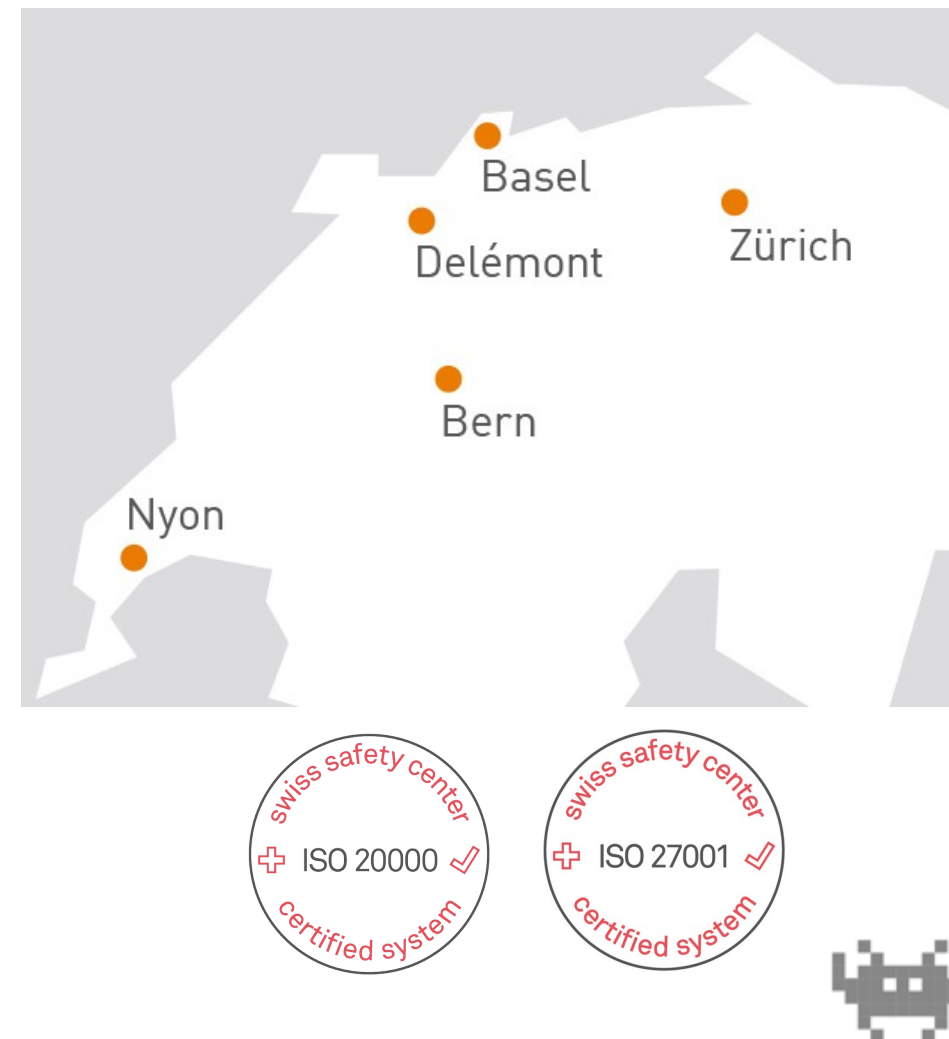 Basel
Zürich
Delémont
Bern
Nyon
swiss safety center
ISO 20000
certified system
swiss safety center
ISO 27001
certified system